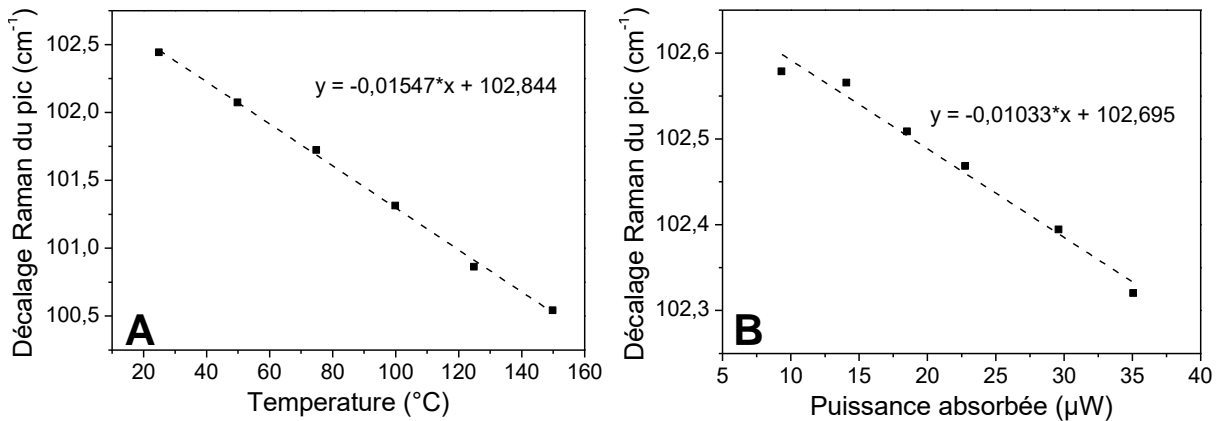 Décalage Raman du pic (cm-1)
102,5
102,0
101,5
101,0
100,5
y = -0,01547*x + 102,844
A
20 40 60 80 100 120 140 160
Temperature (°C)
Décalage Raman du pic (cm-1)
102,6
102,5
102,4
102,3
y = -0,01033*x + 102,695
B
5 10 15 20 25 30 35 40
Puissance absorbée (µW)